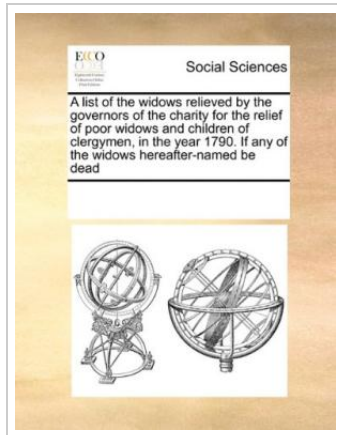 ECCO
Social Sciences
A list of the widows relieved by the
governors of the charity for the relief
of poor widows and children of
clergymen, in the year 1790. If any of
the widows hereafter-named be
dead